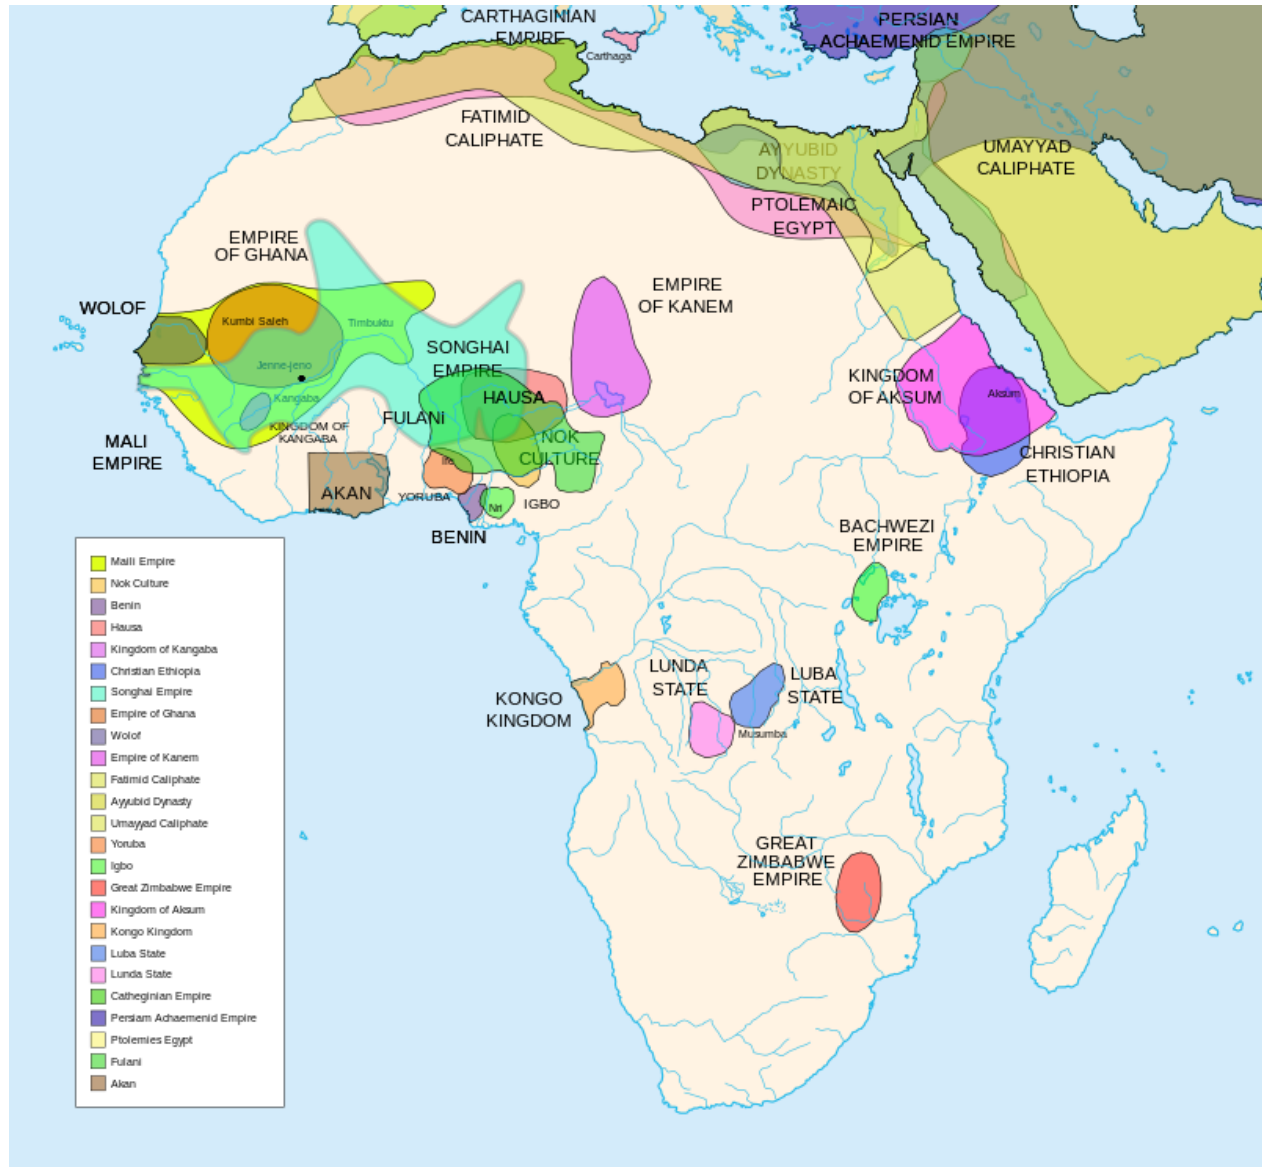 CARTHAGINIAN
EMPIRE
Carthaga
PERSIAN
ACHAEMENID EMPIRE
FATIMID
CALIPHATE
AYYUBID
DYNASTY
UMAYYAD
CALIPHATE
PTOLEMAIC
EGYPT
EMPIRE
OF GHANA
EMPIRE
OF KANEM
WOLOF
Kumbi Saleh
Timbuktu
SONGHAI
EMPIRE
Jenne-jeno
KINGDOM
OF AKSUM
Aksum
HAUSA
Kangaba
FULANI
KINGDOM OF
KANGABA
NOK
CULTURE
MALI
EMPIRE
CHRISTIAN
ETHIOPIA
Ife
AKAN
YORUBA
Nri
IGBO
BENIN
BACHWEZI
EMPIRE
LUNDA
STATE
LUBA
STATE
KONGO
KINGDOM
Musumba
GREAT
ZIMBABWE
EMPIRE
Maili Empire
Nok Culture
Benin
Hausa
Kingdom of Kangaba
Christian Ethiopia
Songhai Empire
Empire of Ghana
Wolof
Empire of Kanem
Fatimid Caliphate
Ayyubid Dynasty
Umayyad Caliphate
Yoruba
Igbo
Great Zimbabwe Empire
Kingdom of Aksum
Kongo Kingdom
Luba State
Lunda State
Catheginian Empire
Persiam Achaemenid Empire
Ptolemies Egypt
Fulani
Akan